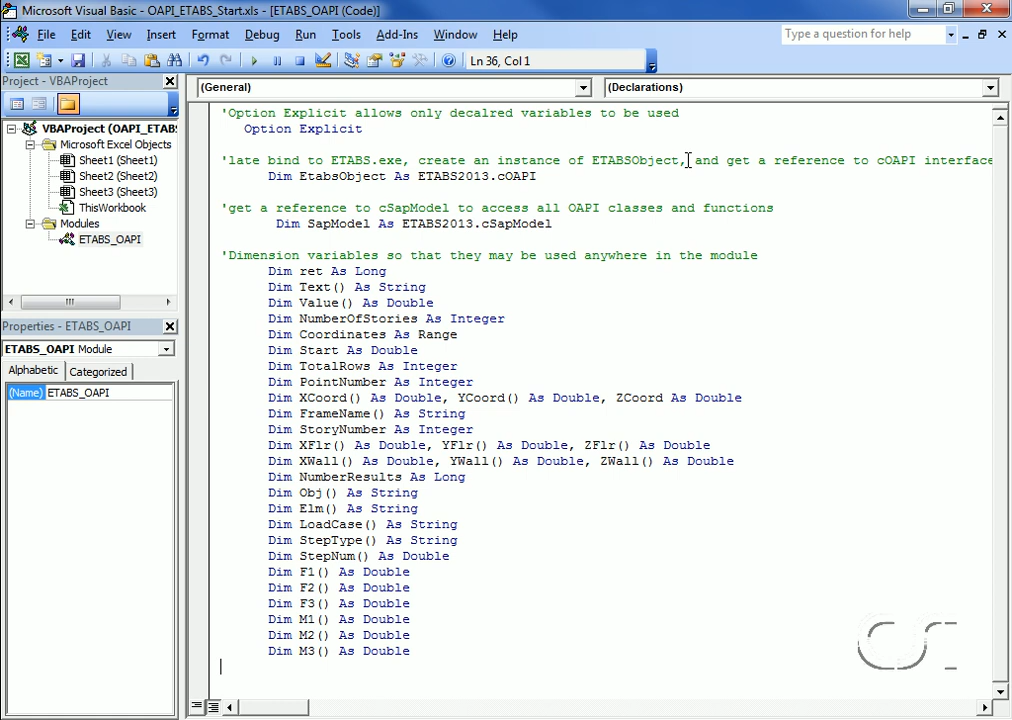 Microsoft Visual Basic - OAPI_ETABS_Start.xls - [ETABS_OAPI (Code)]
File Edit View Insert Format Debug Run Tools Add-Ins Window Help
Type a question for help
Ln 36, Col 1
Project - VBAProject
VBAProject (OAPI_ETABS
Microsoft Excel Objects
Sheet1 (Sheet1)
Sheet2 (Sheet2)
Sheet3 (Sheet3)
ThisWorkbook
Modules
ETABS_OAPI
Properties - ETABS_OAPI
ETABS_OAPI Module
Alphabetic Categorized
(Name) ETABS_OAPI
(General) (Declarations)
'Option Explicit allows only decalred variables to be used
Option Explicit
'late bind to ETABS.exe, create an instance of ETABSObject, and get a reference to cOAPI interface
Dim EtabsObject As ETABS2013.cOAPI
'get a reference to cSapModel to access all OAPI classes and functions
Dim SapModel As ETABS2013.cSapModel
'Dimension variables so that they may be used anywhere in the module
Dim ret As Long
Dim Text() As String
Dim Value() As Double
Dim NumberOfStories As Integer
Dim Coordinates As Range
Dim Start As Double
Dim TotalRows As Integer
Dim PointNumber As Integer
Dim XCoord() As Double, YCoord() As Double, ZCoord As Double
Dim FrameName() As String
Dim StoryNumber As Integer
Dim XFlr() As Double, YFlr() As Double, ZFlr() As Double
Dim XWall() As Double, YWall() As Double, ZWall() As Double
Dim NumberResults As Long
Dim Obj() As String
Dim Elm() As String
Dim LoadCase() As String
Dim StepType() As String
Dim StepNum() As Double
Dim F1() As Double
Dim F2() As Double
Dim F3() As Double
Dim M1() As Double
Dim M2() As Double
Dim M3() As Double
CSI